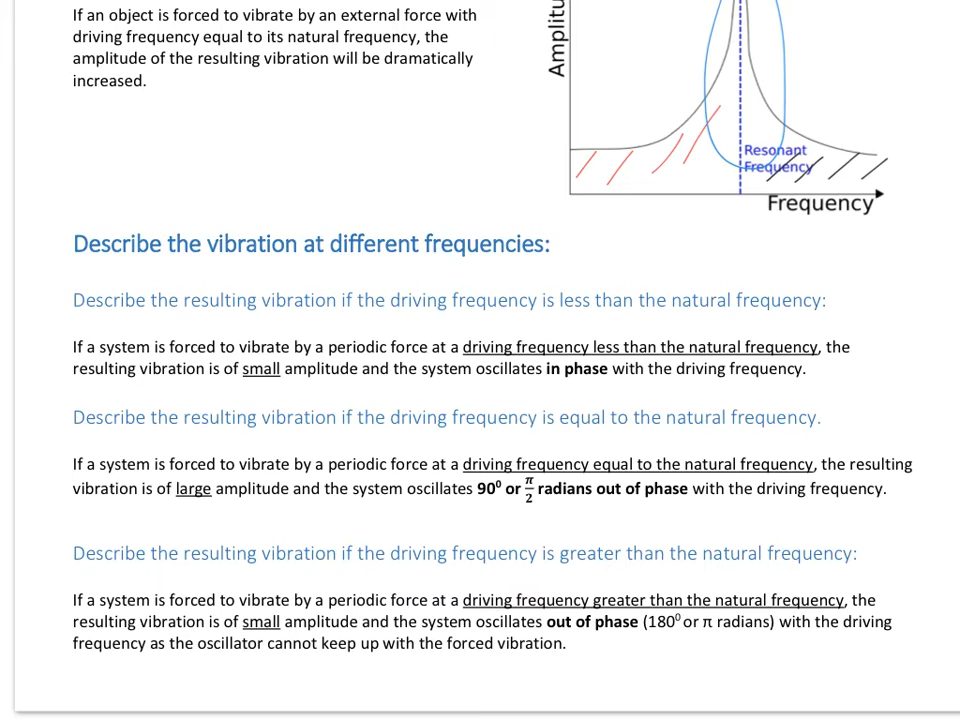 If an object is forced to vibrate by an external force with
driving frequency equal to its natural frequency, the
amplitude of the resulting vibration will be dramatically
increased.
Amplitu
Resonant
Frequency
Frequency
Describe the vibration at different frequencies:
Describe the resulting vibration if the driving frequency is less than the natural frequency:
If a system is forced to vibrate by a periodic force at a driving frequency less than the natural frequency, the
resulting vibration is of small amplitude and the system oscillates in phase with the driving frequency.
Describe the resulting vibration if the driving frequency is equal to the natural frequency.
If a system is forced to vibrate by a periodic force at a driving frequency equal to the natural frequency, the resulting
vibration is of large amplitude and the system oscillates 90⁰ or π/2 radians out of phase with the driving frequency.
Describe the resulting vibration if the driving frequency is greater than the natural frequency:
If a system is forced to vibrate by a periodic force at a driving frequency greater than the natural frequency, the
resulting vibration is of small amplitude and the system oscillates out of phase (180⁰ or π radians) with the driving
frequency as the oscillator cannot keep up with the forced vibration.